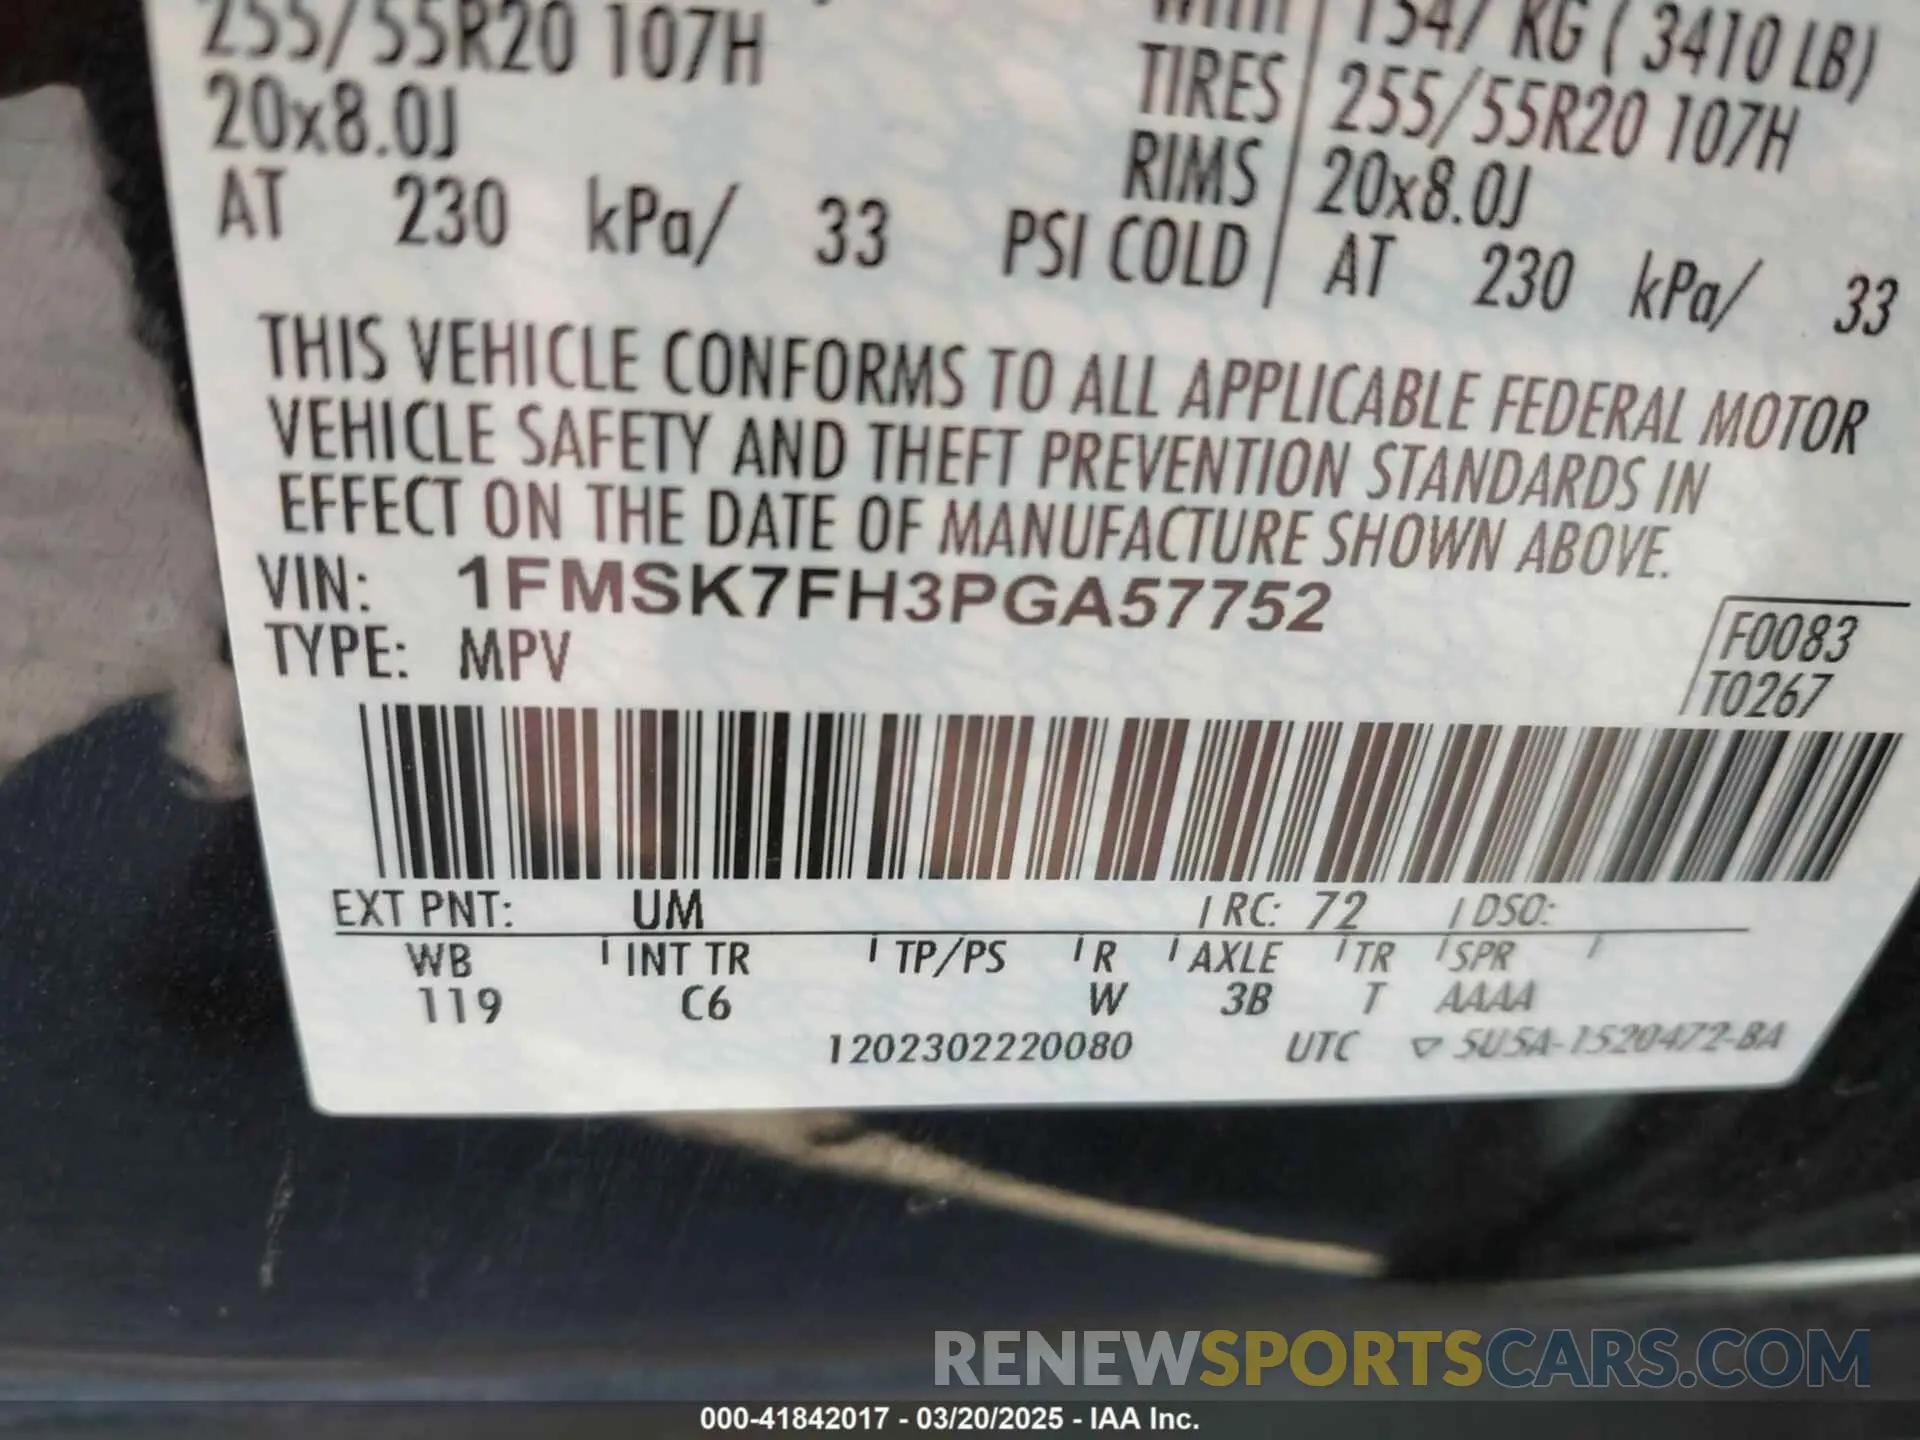 255/55R20 107H
20x8.0J
AT 230 kPa/ 33 PSI COLD
WITH 1547 KG ( 3410 LB)
TIRES 255/55R20 107H
RIMS 20x8.0J
AT 230 kPa/ 33
THIS VEHICLE CONFORMS TO ALL APPLICABLE FEDERAL MOTOR
VEHICLE SAFETY AND THEFT PREVENTION STANDARDS IN
EFFECT ON THE DATE OF MANUFACTURE SHOWN ABOVE.
VIN: 1FMSK7FH3PGA57752
TYPE: MPV
F0083
T0267
EXT PNT: UM RC: 72 DSO:
WB INT TR TP/PS R AXLE TR SPR
119 C6 W 3B T AAAA
1202302220080 UTC ▽ 5U5A-1520472-BA
RENEWSPORTSCARS.COM
000-41842017 - 03/20/2025 - IAA Inc.